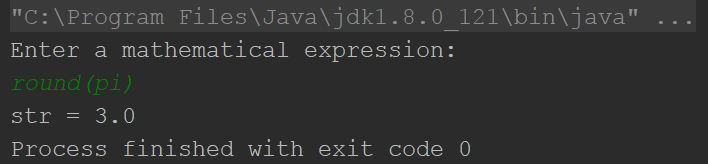 "C:\Program Files\Java\jdk1.8.0_121\bin\java" ...
Enter a mathematical expression:
round(pi)
str = 3.0
Process finished with exit code 0